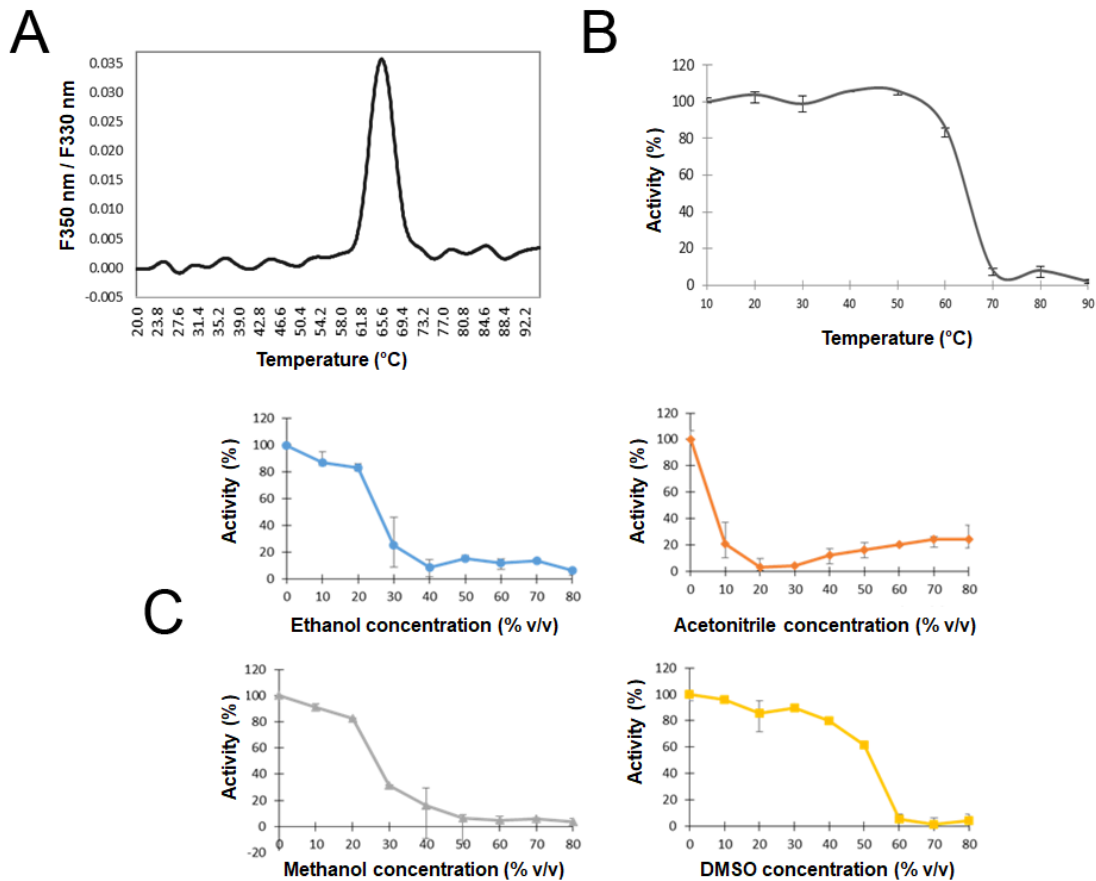 A
F350 nm / F330 nm
0.035
0.030
0.025
0.020
0.015
0.010
0.005
0.000
-0.005
20.0 23.8 27.6 31.4 35.2 39.0 42.8 46.6 50.4 54.2 58.0 61.8 65.6 69.4 73.2 77.0 80.8 84.6 88.4 92.2
Temperature (°C)
B
Activity (%)
120
100
80
60
40
20
0
10 20 30 40 50 60 70 80 90
Temperature (°C)
C
Activity (%)
120
100
80
60
40
20
0
0 10 20 30 40 50 60 70 80
Ethanol concentration (% v/v)
Activity (%)
120
100
80
60
40
20
0
0 10 20 30 40 50 60 70 80
Acetonitrile concentration (% v/v)
Activity (%)
120
100
80
60
40
20
0
-20
0 10 20 30 40 50 60 70 80
Methanol concentration (% v/v)
Activity (%)
120
100
80
60
40
20
0
0 10 20 30 40 50 60 70 80
DMSO concentration (% v/v)